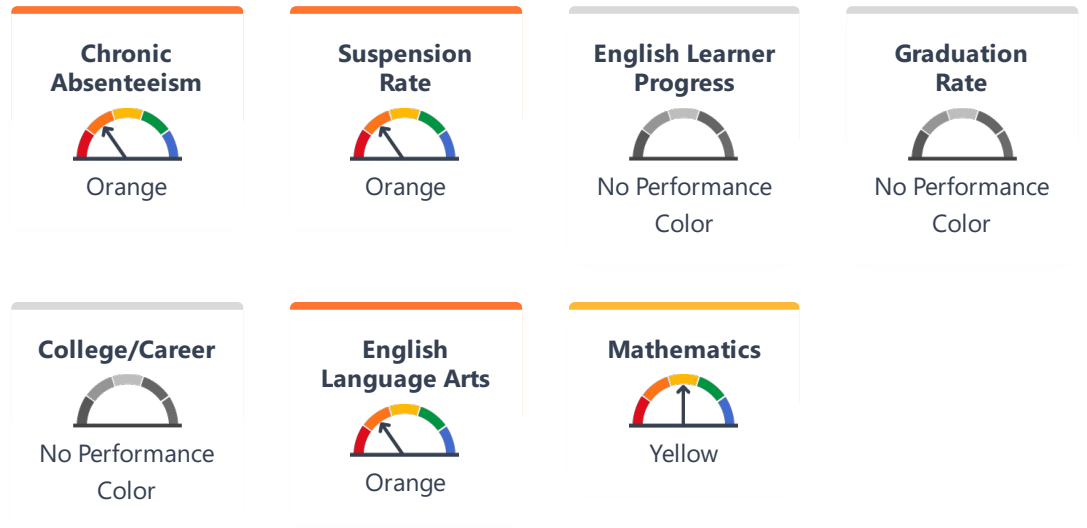 Chronic
Absenteeism
Orange
Suspension
Rate
Orange
English Learner
Progress
No Performance
Color
Graduation
Rate
No Performance
Color
College/Career
No Performance
Color
English
Language Arts
Orange
Mathematics
Yellow